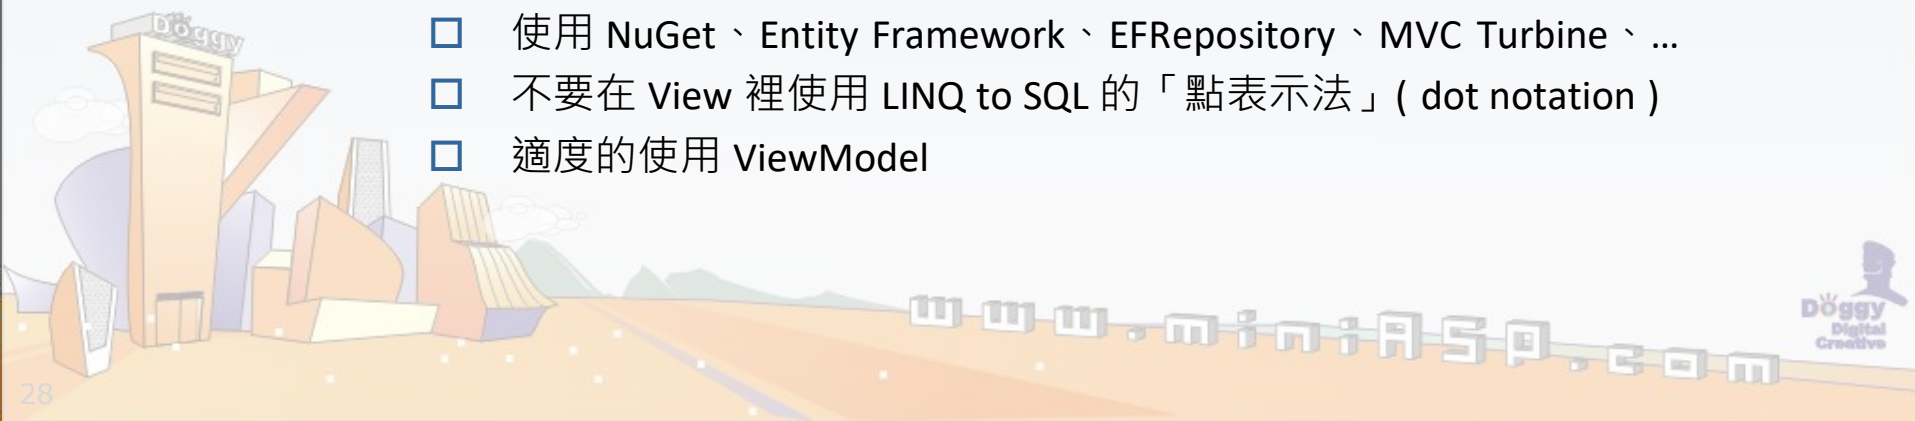 Doggy
使用 NuGet、Entity Framework、EFRepository、MVC Turbine、…
不要在 View 裡使用 LINQ to SQL 的「點表示法」( dot notation )
適度的使用 ViewModel
www.miniASP.com
Doggy
Digital
Creative
28